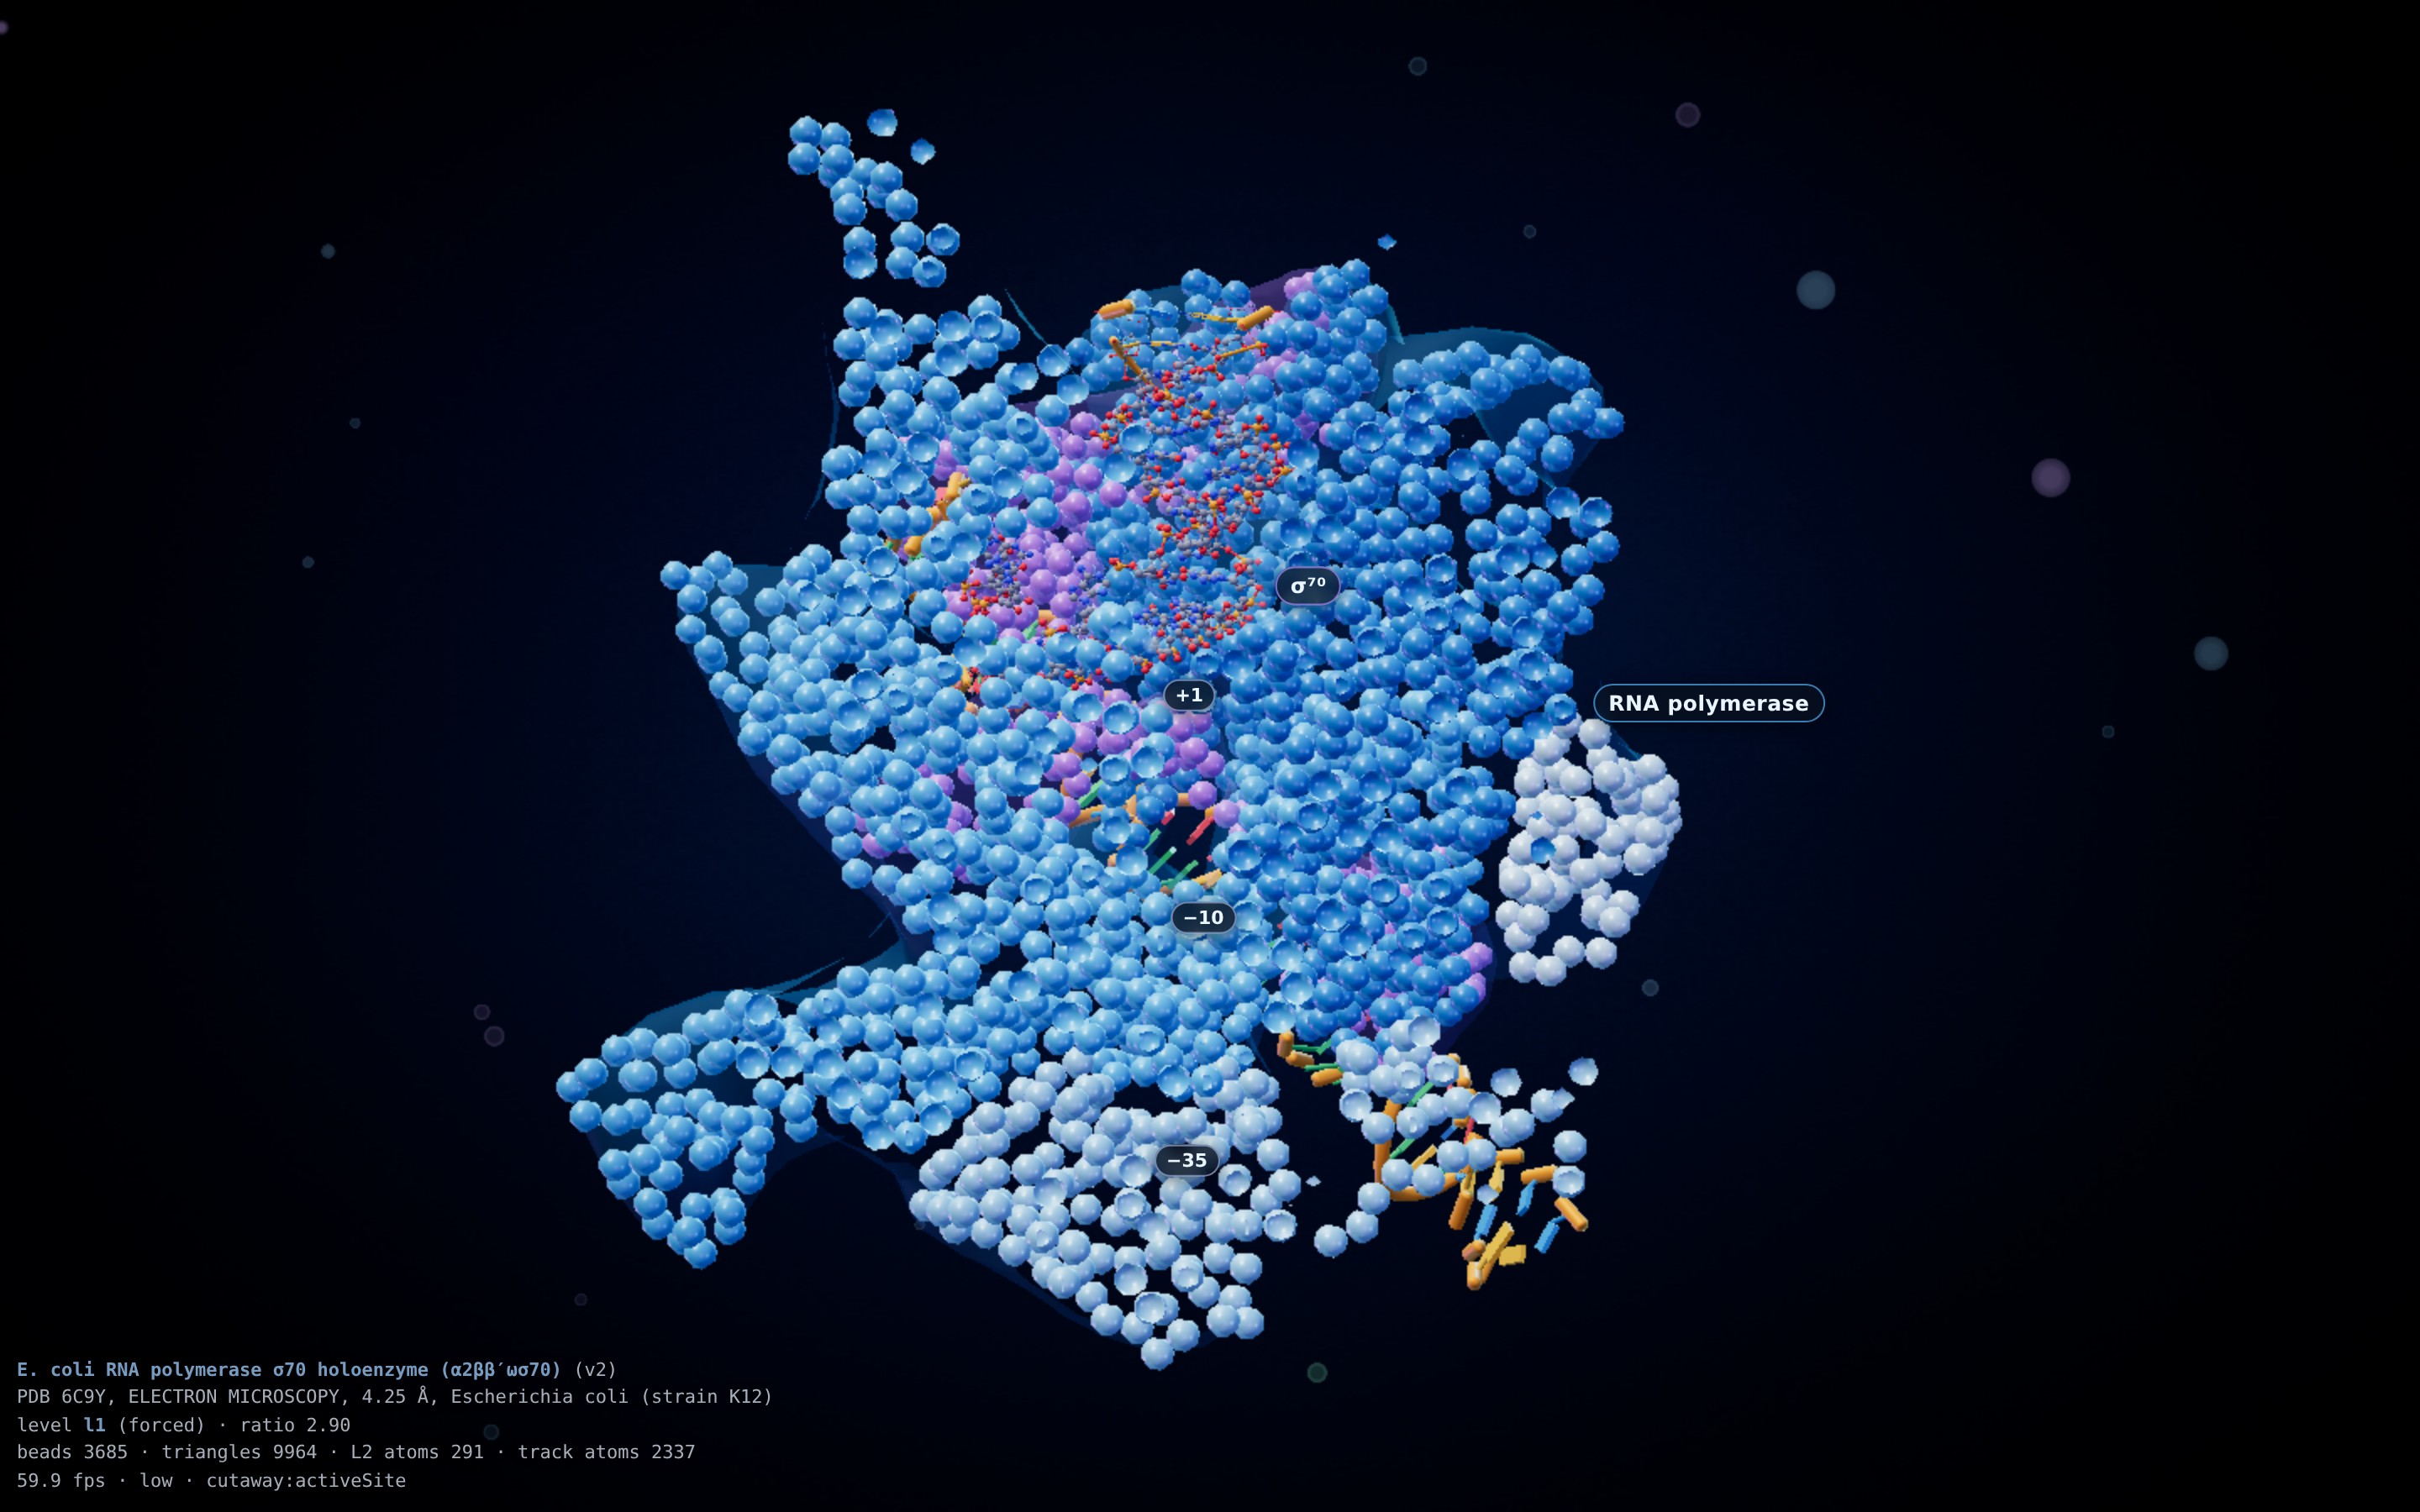 σ⁷⁰
+1
RNA polymerase
−10
−35
E. coli RNA polymerase σ70 holoenzyme (α2ββ′ωσ70) (v2)
PDB 6C9Y, ELECTRON MICROSCOPY, 4.25 Å, Escherichia coli (strain K12)
level l1 (forced) · ratio 2.90
beads 3685 · triangles 9964 · L2 atoms 291 · track atoms 2337
59.9 fps · low · cutaway:activeSite